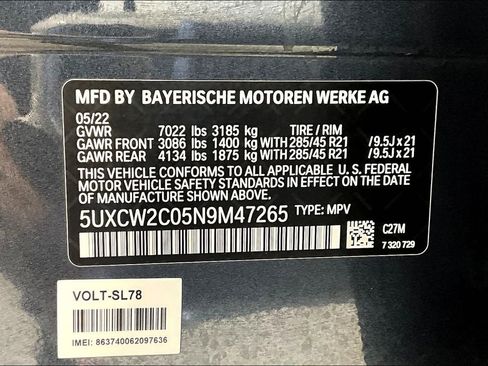 MFD BY BAYERISCHE MOTOREN WERKE AG
05/22
GVWR 7022 lbs 3185 kg TIRE / RIM
GAWR FRONT 3086 lbs 1400 kg WITH 285/45 R21 /9.5J x 21
GAWR REAR 4134 lbs 1875 kg WITH 285/45 R21 /9.5J x 21
THIS VEHICLE CONFORMS TO ALL APPLICABLE U.S. FEDERAL
MOTOR VEHICLE SAFETY STANDARDS IN EFFECT ON THE
DATE OF MANUFACTURE SHOWN ABOVE.
5UXCW2C05N9M47265 TYPE: MPV
C27M
7 320 729
VOLT-SL78
IMEI: 863740062097636